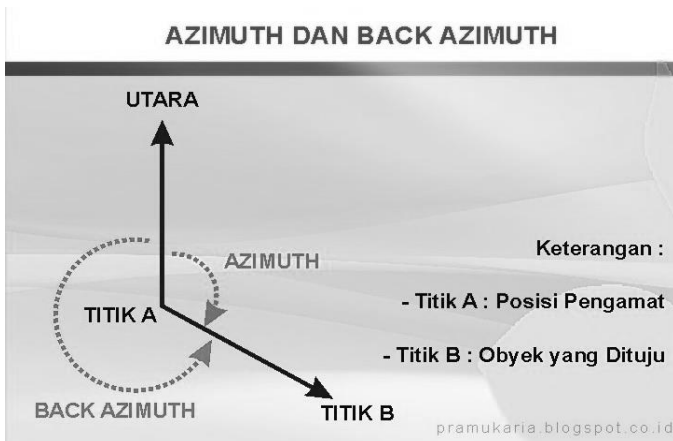 AZIMUTH DAN BACK AZIMUTH
UTARA
AZIMUTH
Keterangan :
TITIK A
- Titik A : Posisi Pengamat
- Titik B : Obyek yang Dituju
BACK AZIMUTH
TITIK B
pramukaria.blogspot.co.id